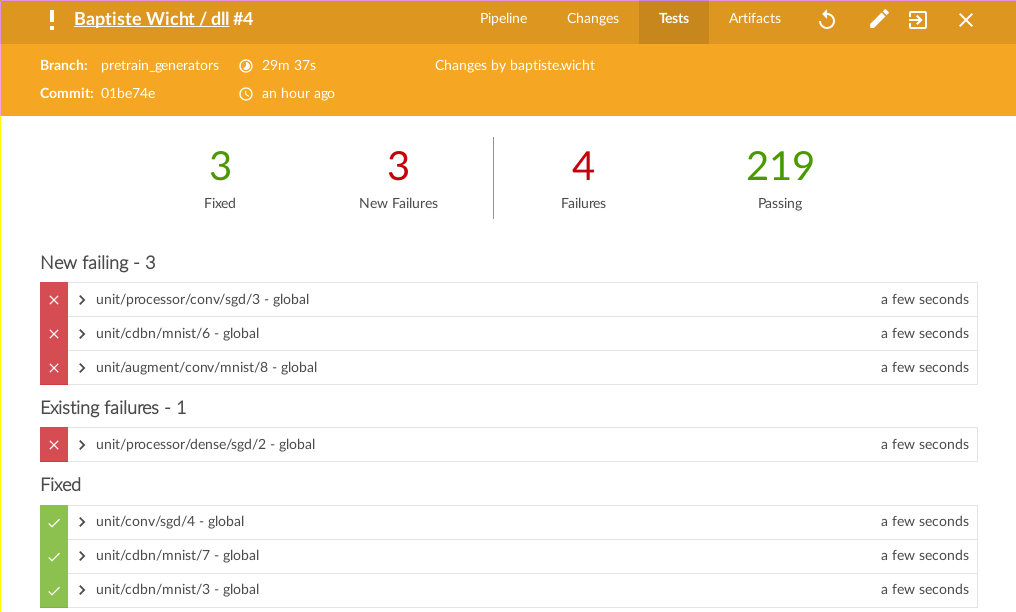 Baptiste Wicht / dll #4 Pipeline Changes Tests Artifacts
Branch: pretrain_generators 29m 37s Changes by baptiste.wicht
Commit: 01be74e an hour ago
3 3 4 219
Fixed New Failures Failures Passing
New failing - 3
unit/processor/conv/sgd/3 - global a few seconds
unit/cdbn/mnist/6 - global a few seconds
unit/augment/conv/mnist/8 - global a few seconds
Existing failures - 1
unit/processor/dense/sgd/2 - global a few seconds
Fixed
unit/conv/sgd/4 - global a few seconds
unit/cdbn/mnist/7 - global a few seconds
unit/cdbn/mnist/3 - global a few seconds